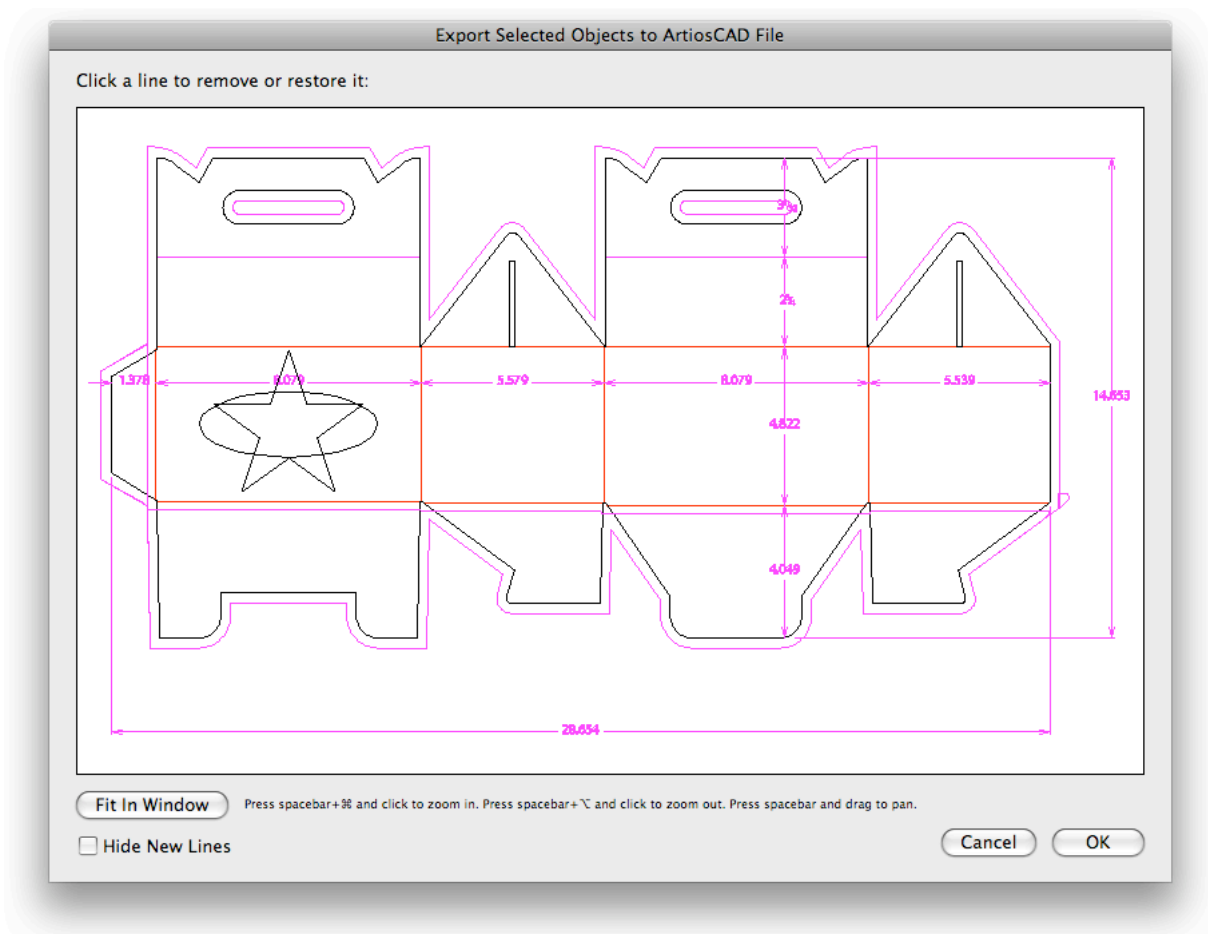 Export Selected Objects to ArtiosCAD File
Click a line to remove or restore it:
1.378
8.079
5.579
8.079
5.539
14.653
4.822
4.049
28.654
Fit In Window
Press spacebar+⌘ and click to zoom in. Press spacebar+⌥ and click to zoom out. Press spacebar and drag to pan.
Hide New Lines
Cancel
OK